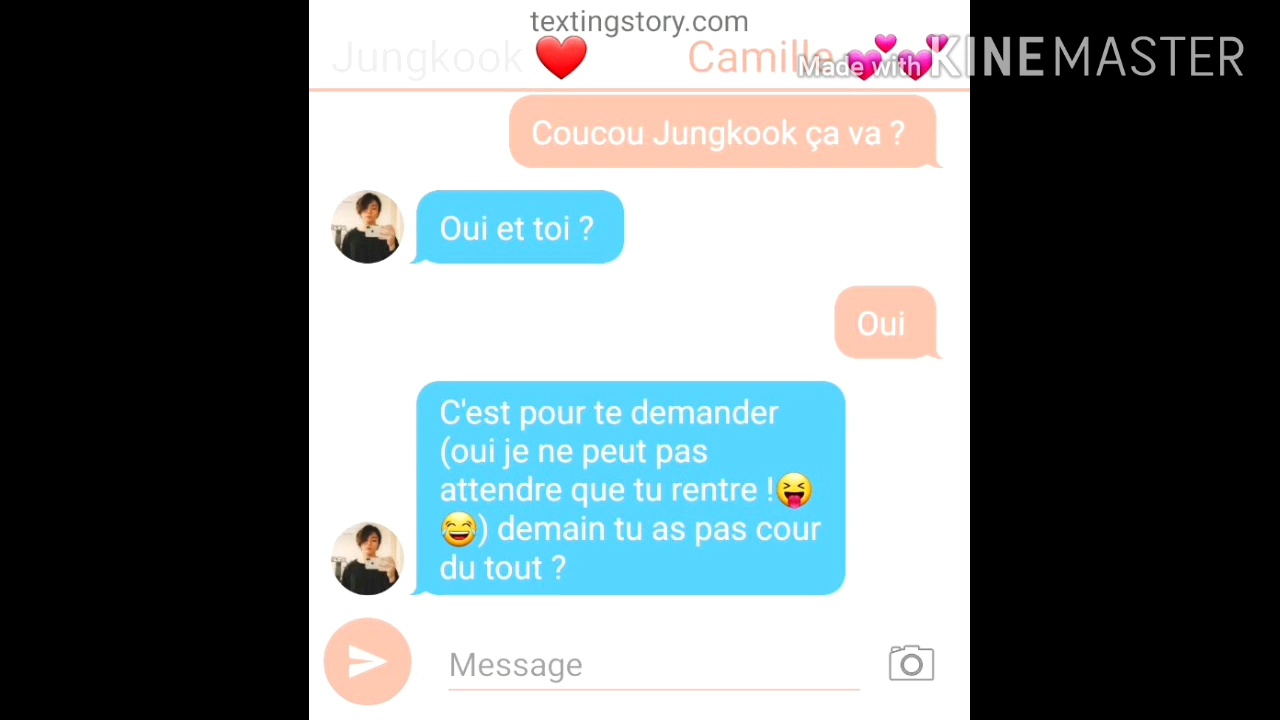 textingstory.com
Jungkook ❤️ Camille 💕💕
Made with KINEMASTER
Coucou Jungkook ça va ?
Oui et toi ?
Oui
C'est pour te demander
(oui je ne peut pas
attendre que tu rentre !😝
😂) demain tu as pas cour
du tout ?
Message